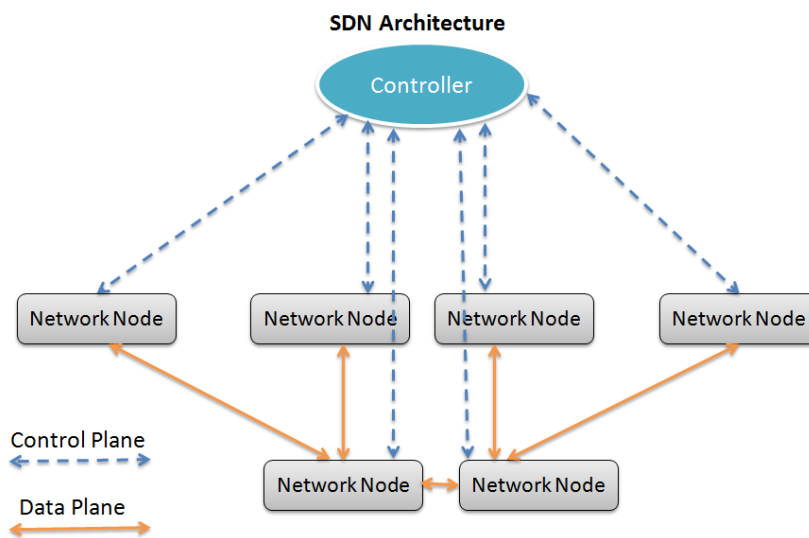 SDN Architecture
Controller
Network Node
Network Node
Network Node
Network Node
Control Plane
Network Node
Network Node
Data Plane